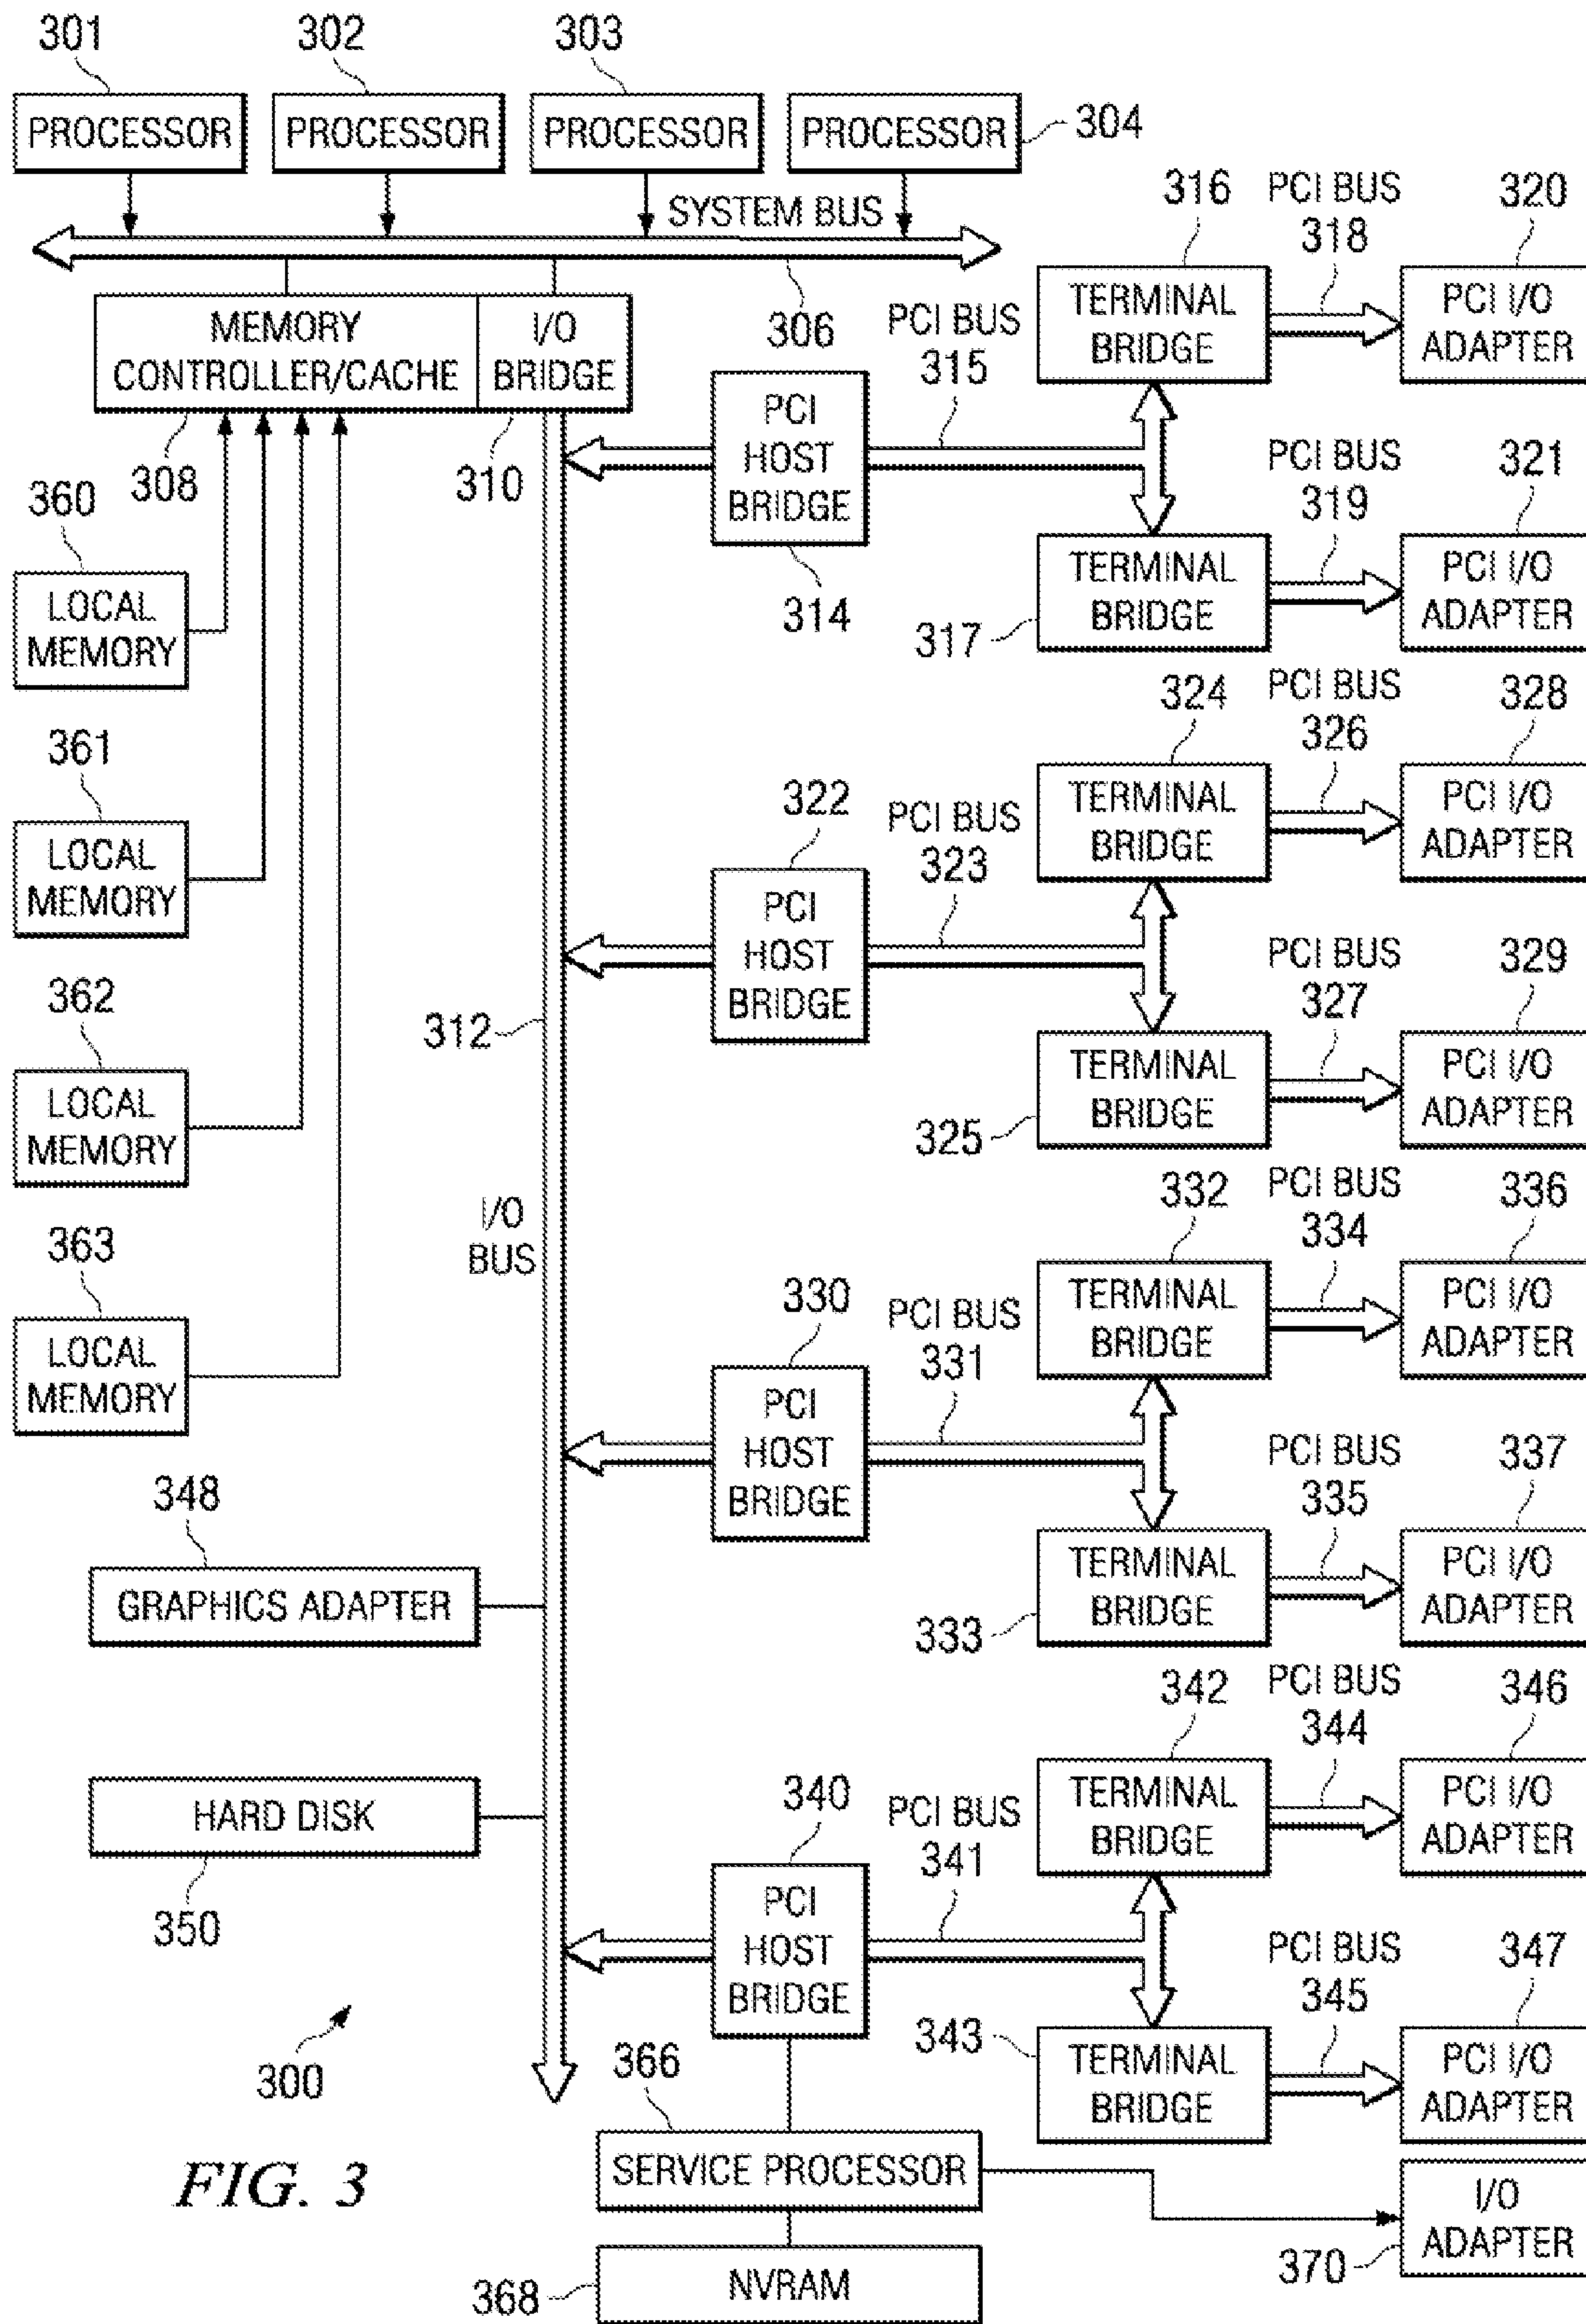 301
302
303
PROCESSOR
PROCESSOR
PROCESSOR
PROCESSOR
304
SYSTEM BUS
306
MEMORY
CONTROLLER/CACHE
I/O
BRIDGE
308
310
PCI BUS
315
316
TERMINAL
BRIDGE
PCI BUS
318
320
PCI I/O
ADAPTER
PCI
HOST
BRIDGE
314
317
TERMINAL
BRIDGE
PCI BUS
319
321
PCI I/O
ADAPTER
360
LOCAL
MEMORY
361
LOCAL
MEMORY
362
LOCAL
MEMORY
363
LOCAL
MEMORY
312
I/O
BUS
322
PCI
HOST
BRIDGE
PCI BUS
323
324
TERMINAL
BRIDGE
PCI BUS
326
328
PCI I/O
ADAPTER
325
TERMINAL
BRIDGE
PCI BUS
327
329
PCI I/O
ADAPTER
330
PCI
HOST
BRIDGE
PCI BUS
331
332
TERMINAL
BRIDGE
PCI BUS
334
336
PCI I/O
ADAPTER
333
TERMINAL
BRIDGE
PCI BUS
335
337
PCI I/O
ADAPTER
348
GRAPHICS ADAPTER
HARD DISK
350
340
PCI
HOST
BRIDGE
PCI BUS
341
342
TERMINAL
BRIDGE
PCI BUS
344
346
PCI I/O
ADAPTER
343
TERMINAL
BRIDGE
PCI BUS
345
347
PCI I/O
ADAPTER
300
366
SERVICE PROCESSOR
368
NVRAM
I/O
ADAPTER
370
FIG. 3